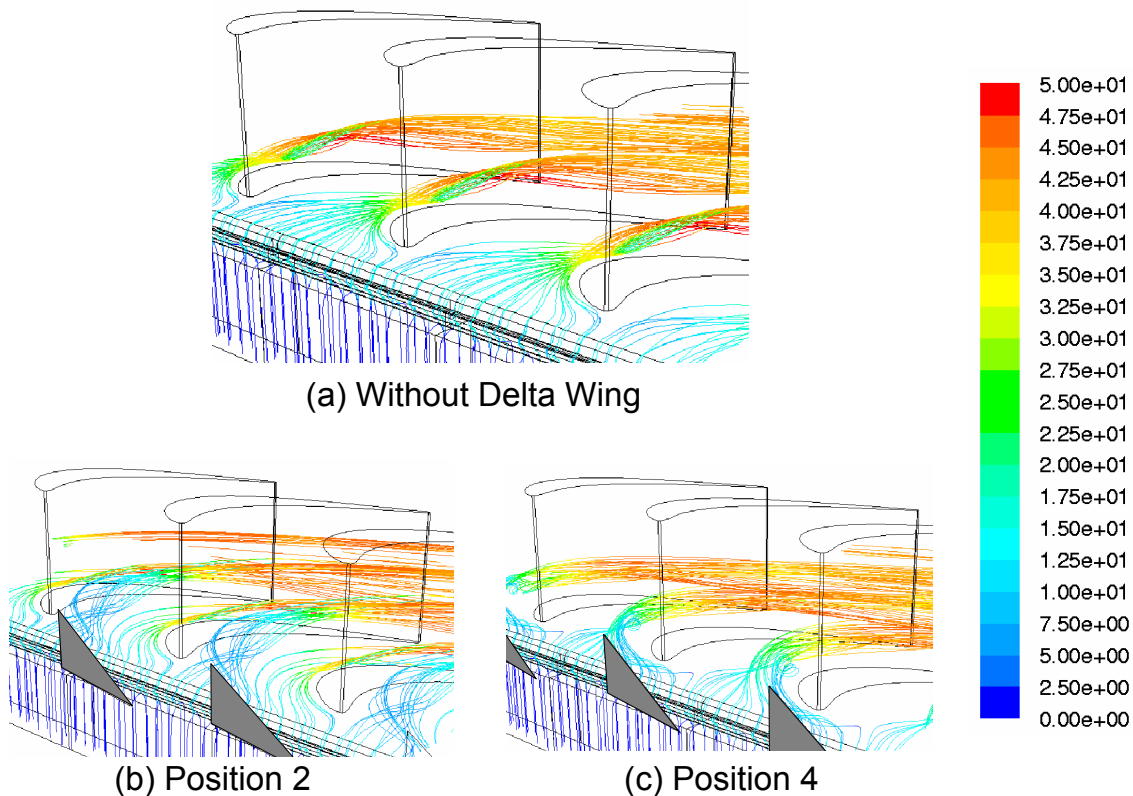 (a) Without Delta Wing
(b) Position 2
(c) Position 4
5.00e+01
4.75e+01
4.50e+01
4.25e+01
4.00e+01
3.75e+01
3.50e+01
3.25e+01
3.00e+01
2.75e+01
2.50e+01
2.25e+01
2.00e+01
1.75e+01
1.50e+01
1.25e+01
1.00e+01
7.50e+00
5.00e+00
2.50e+00
0.00e+00